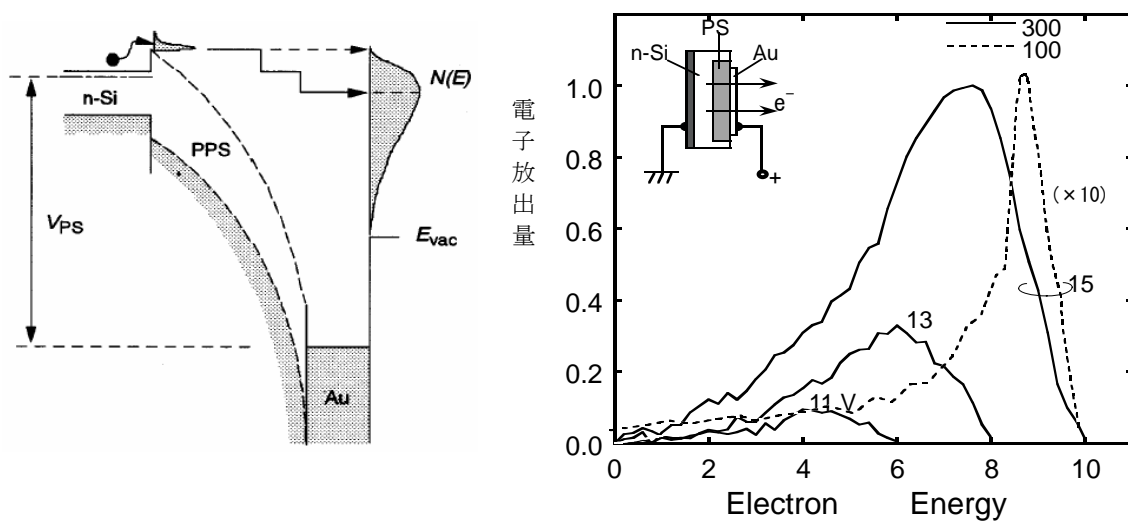 n-Si
PPS
V_PS
Au
N(E)
E_vac
電子放出量
PS
n-Si
Au
e⁻
+
300
100
(×10)
15
13
11 V
1.0
0.8
0.6
0.4
0.2
0.0
0
2
4
6
8
10
Electron Energy